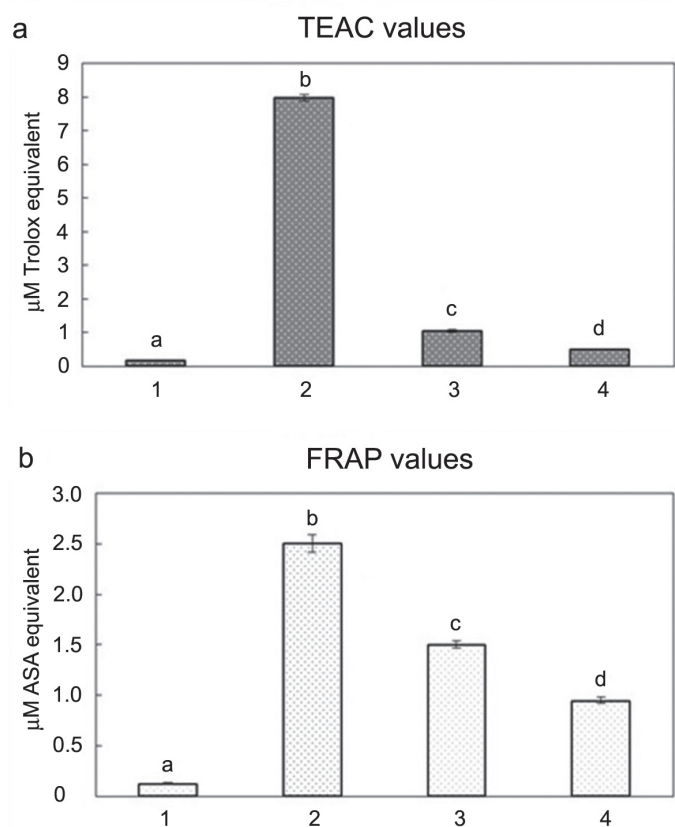 a
TEAC values
μM Trolox equivalent
9
8
7
6
5
4
3
2
1
0
a
b
c
d
1 2 3 4
b
FRAP values
μM ASA equivalent
3.0
2.5
2.0
1.5
1.0
0.5
0
a
b
c
d
1 2 3 4